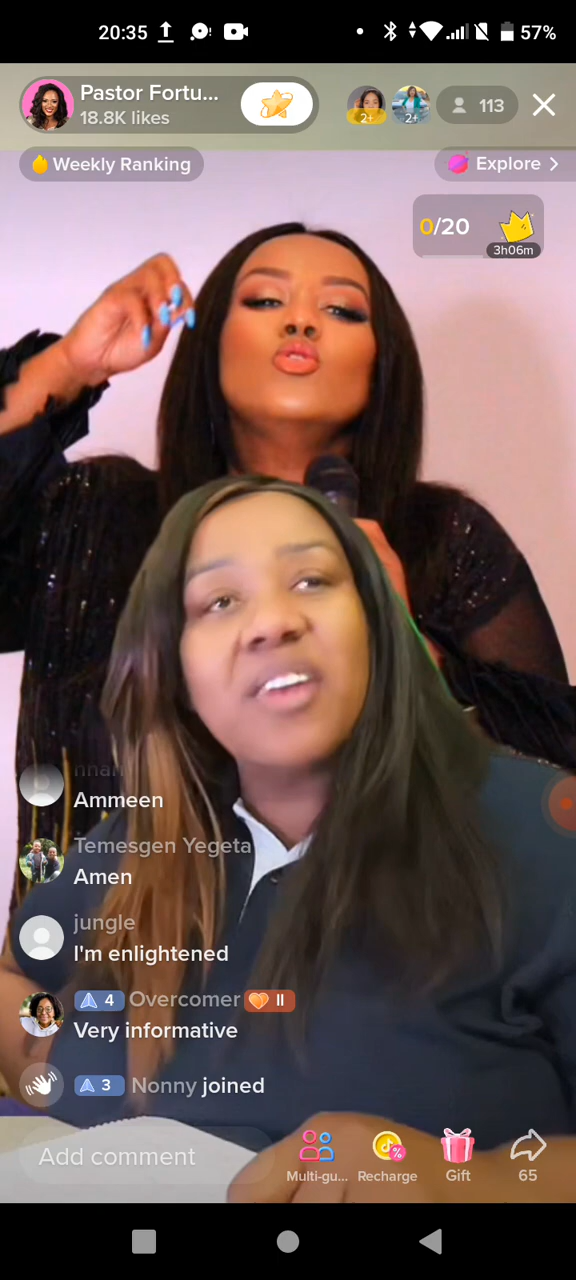 20:35
57%
Pastor Fortu...
18.8K likes
2+
2+
113
Weekly Ranking
Explore
0/20
3h06m
Ammeen
Temesgen Yegeta
Amen
jungle
I'm enlightened
4 Overcomer II
Very informative
3 Nonny joined
Add comment
Multi-gu...
Recharge
Gift
65